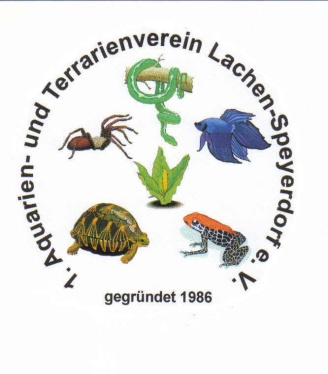 1. Aquarien- und Terrarienverein Lachen-Speyerdorf e. V.
gegründet 1986